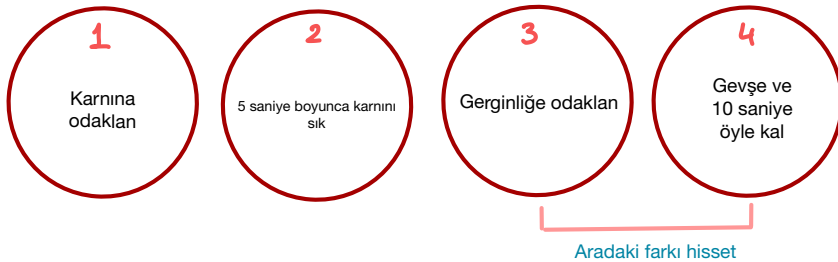 1
Karnına
odaklan
2
5 saniye boyunca karnını
sık
3
Gerginliğe odaklan
4
Gevşe ve
10 saniye
öyle kal
Aradaki farkı hisset